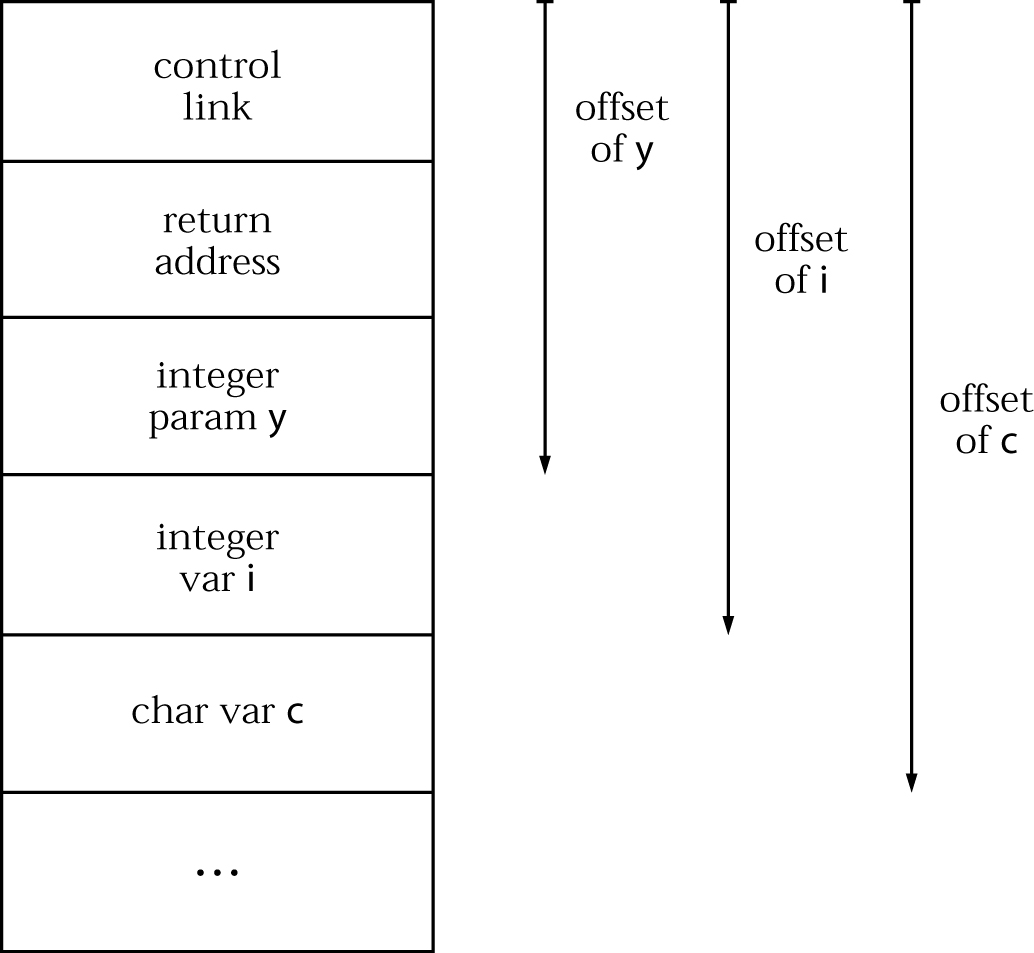 control
link
return
address
integer
param y
integer
var i
char var c
...
offset
of y
offset
of i
offset
of c